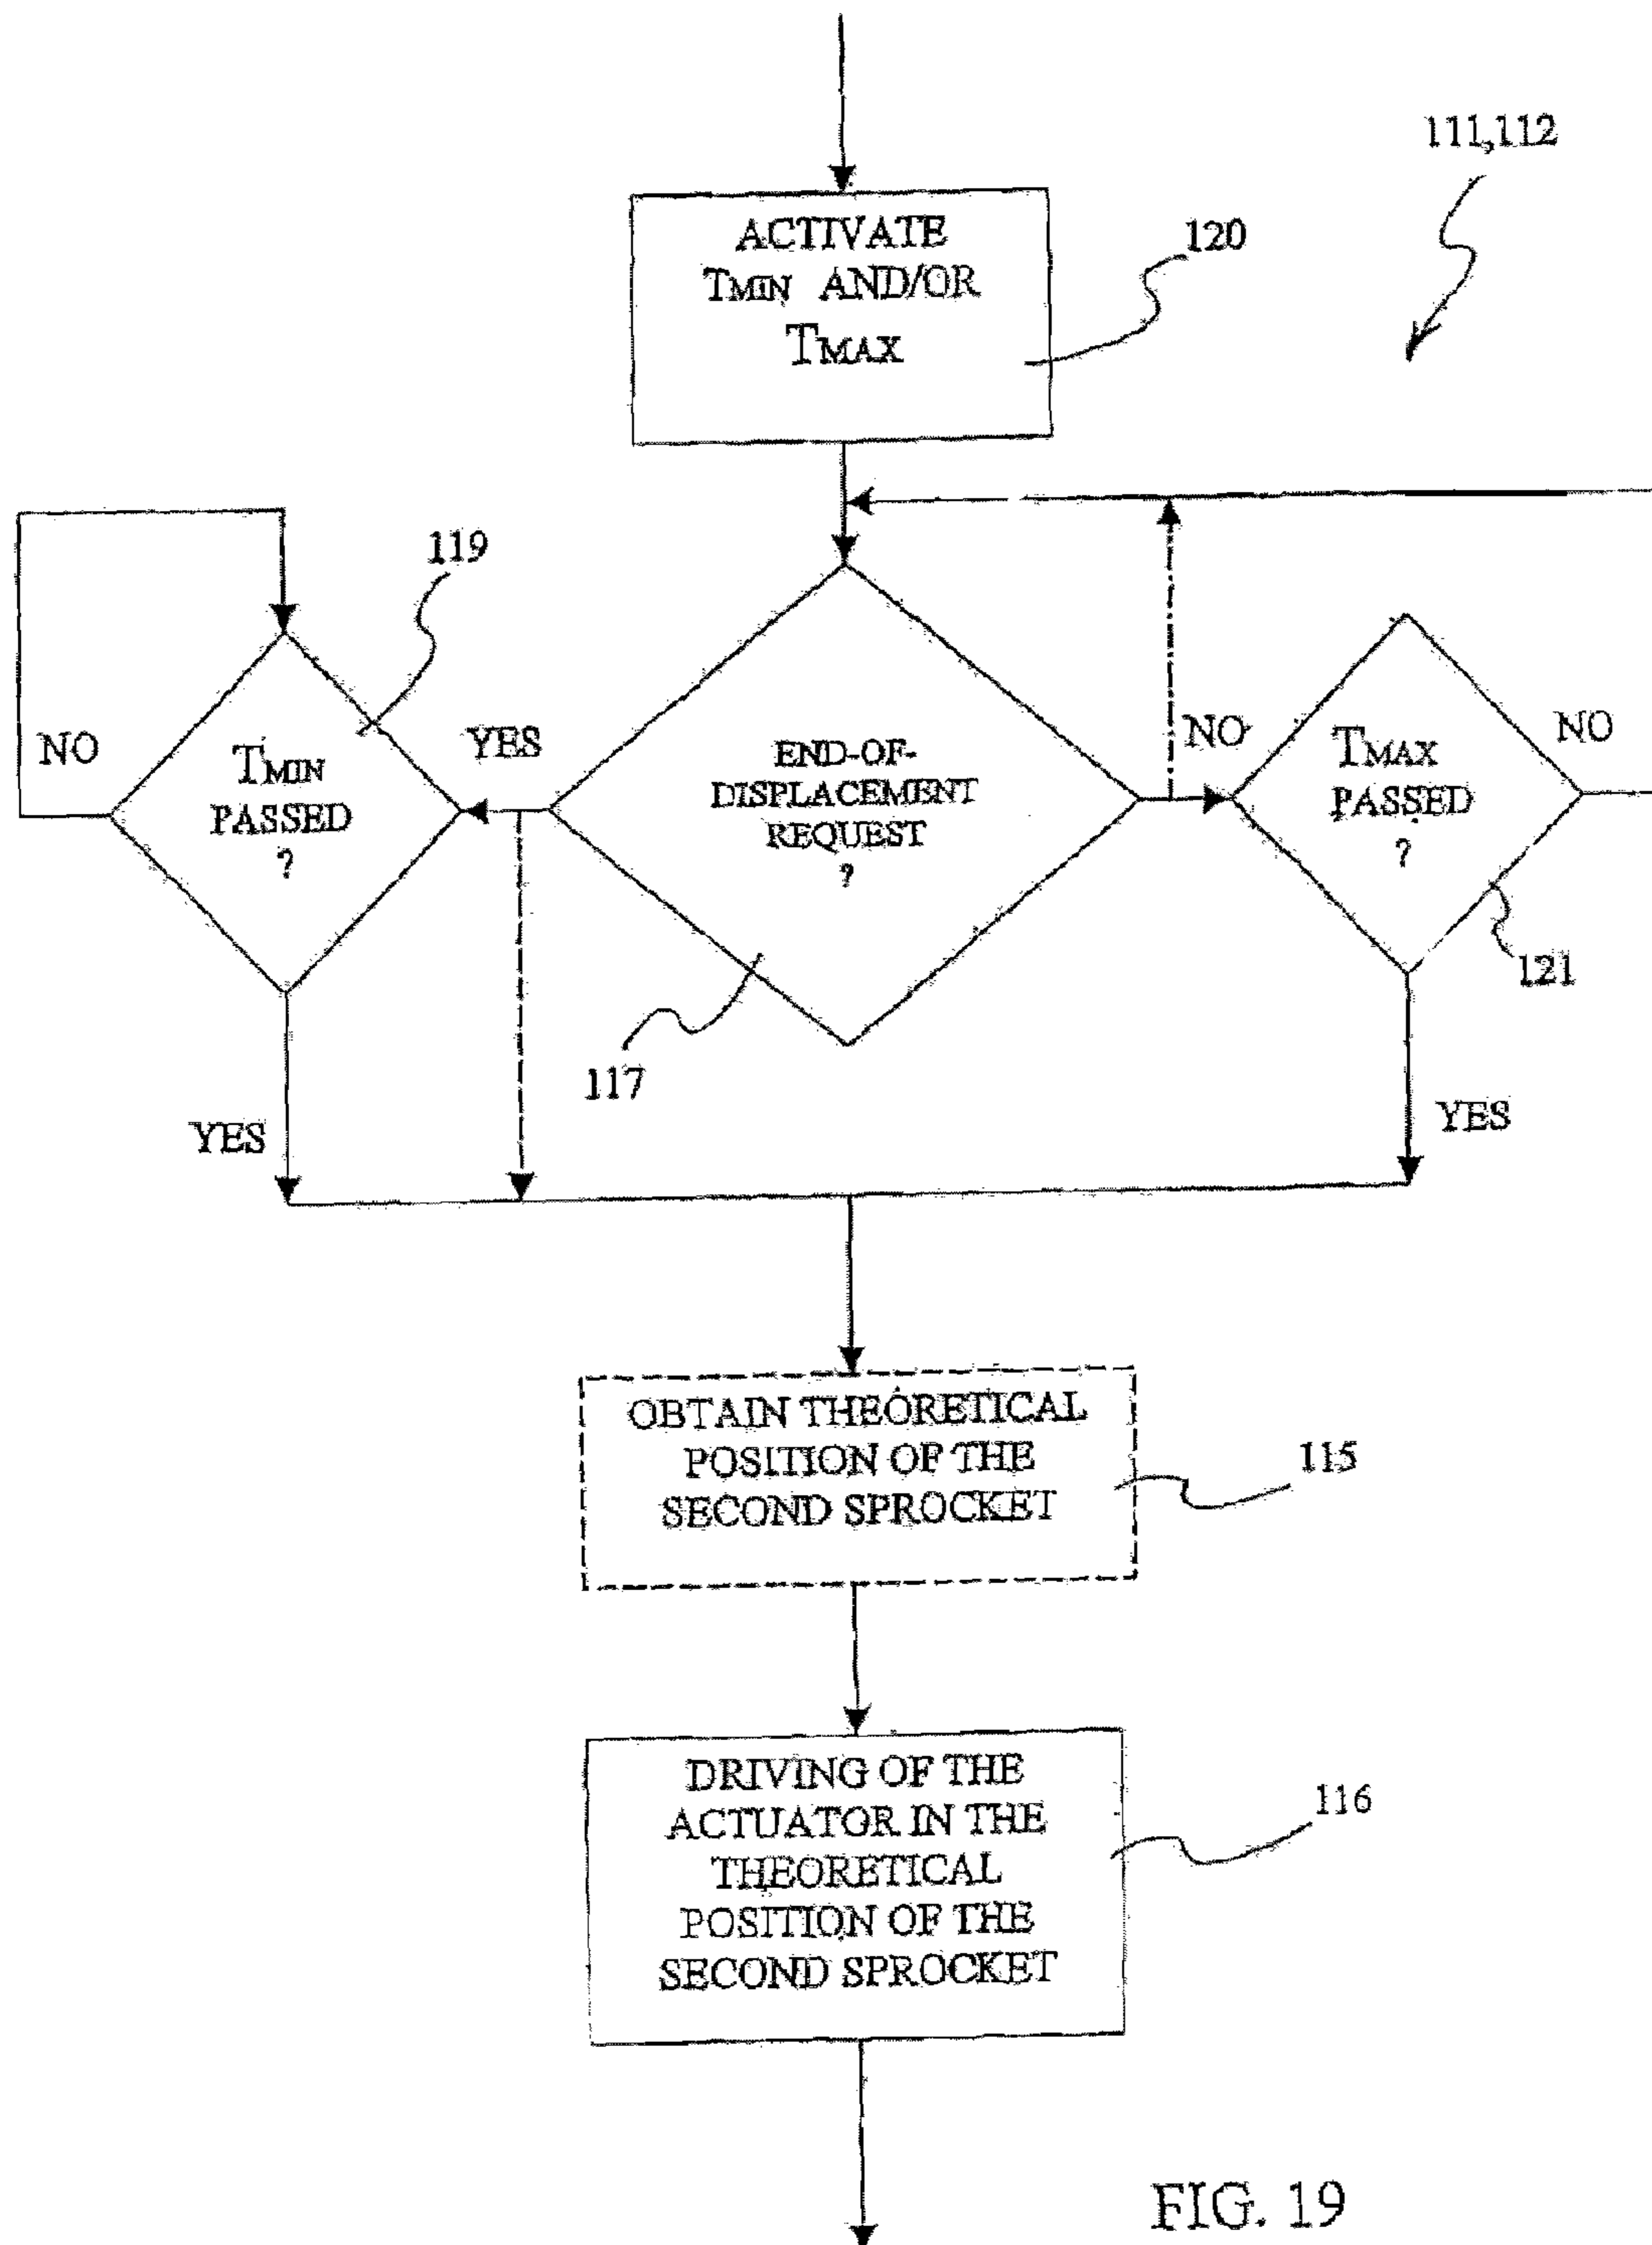 111,112
ACTIVATE
TMIN AND/OR
TMAX
120
119
NO
TMIN
PASSED
?
YES
END-OF-
DISPLACEMENT
REQUEST
?
NO
TMAX
PASSED
?
NO
121
117
YES
YES
OBTAIN THEORETICAL
POSITION OF THE
SECOND SPROCKET
115
DRIVING OF THE
ACTUATOR IN THE
THEORETICAL
POSITION OF THE
SECOND SPROCKET
116
FIG. 19